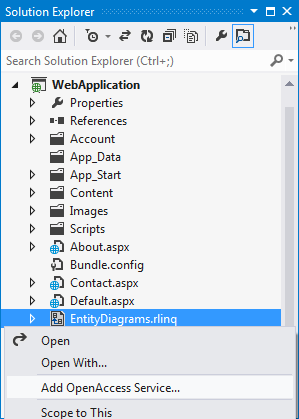 Solution Explorer
Search Solution Explorer (Ctrl+;)
WebApplication
Properties
References
Account
App_Data
App_Start
Content
Images
Scripts
About.aspx
Bundle.config
Contact.aspx
Default.aspx
EntityDiagrams.rlinq
Open
Open With...
Add OpenAccess Service...
Scope to This